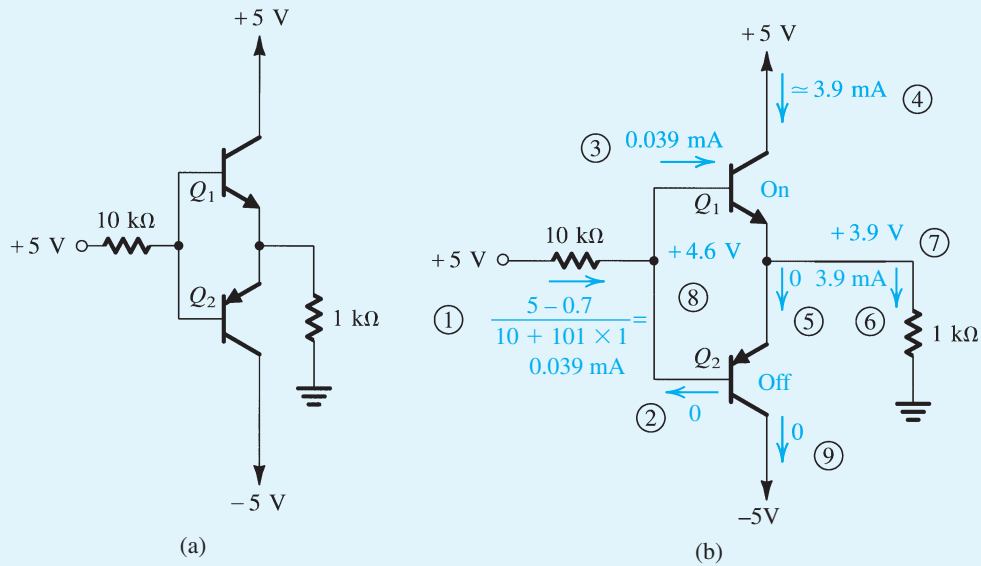 +5 V
Q1
10 kΩ
+5 V
Q2
1 kΩ
–5 V
(a)
+5 V
≃ 3.9 mA ④
③ 0.039 mA
On
Q1
10 kΩ
+3.9 V ⑦
+4.6 V
+5 V
0 3.9 mA
⑧
① 5 – 0.7
10 + 101 × 1 =
0.039 mA
⑤ ⑥
1 kΩ
Q2
Off
② 0
0 ⑨
–5V
(b)